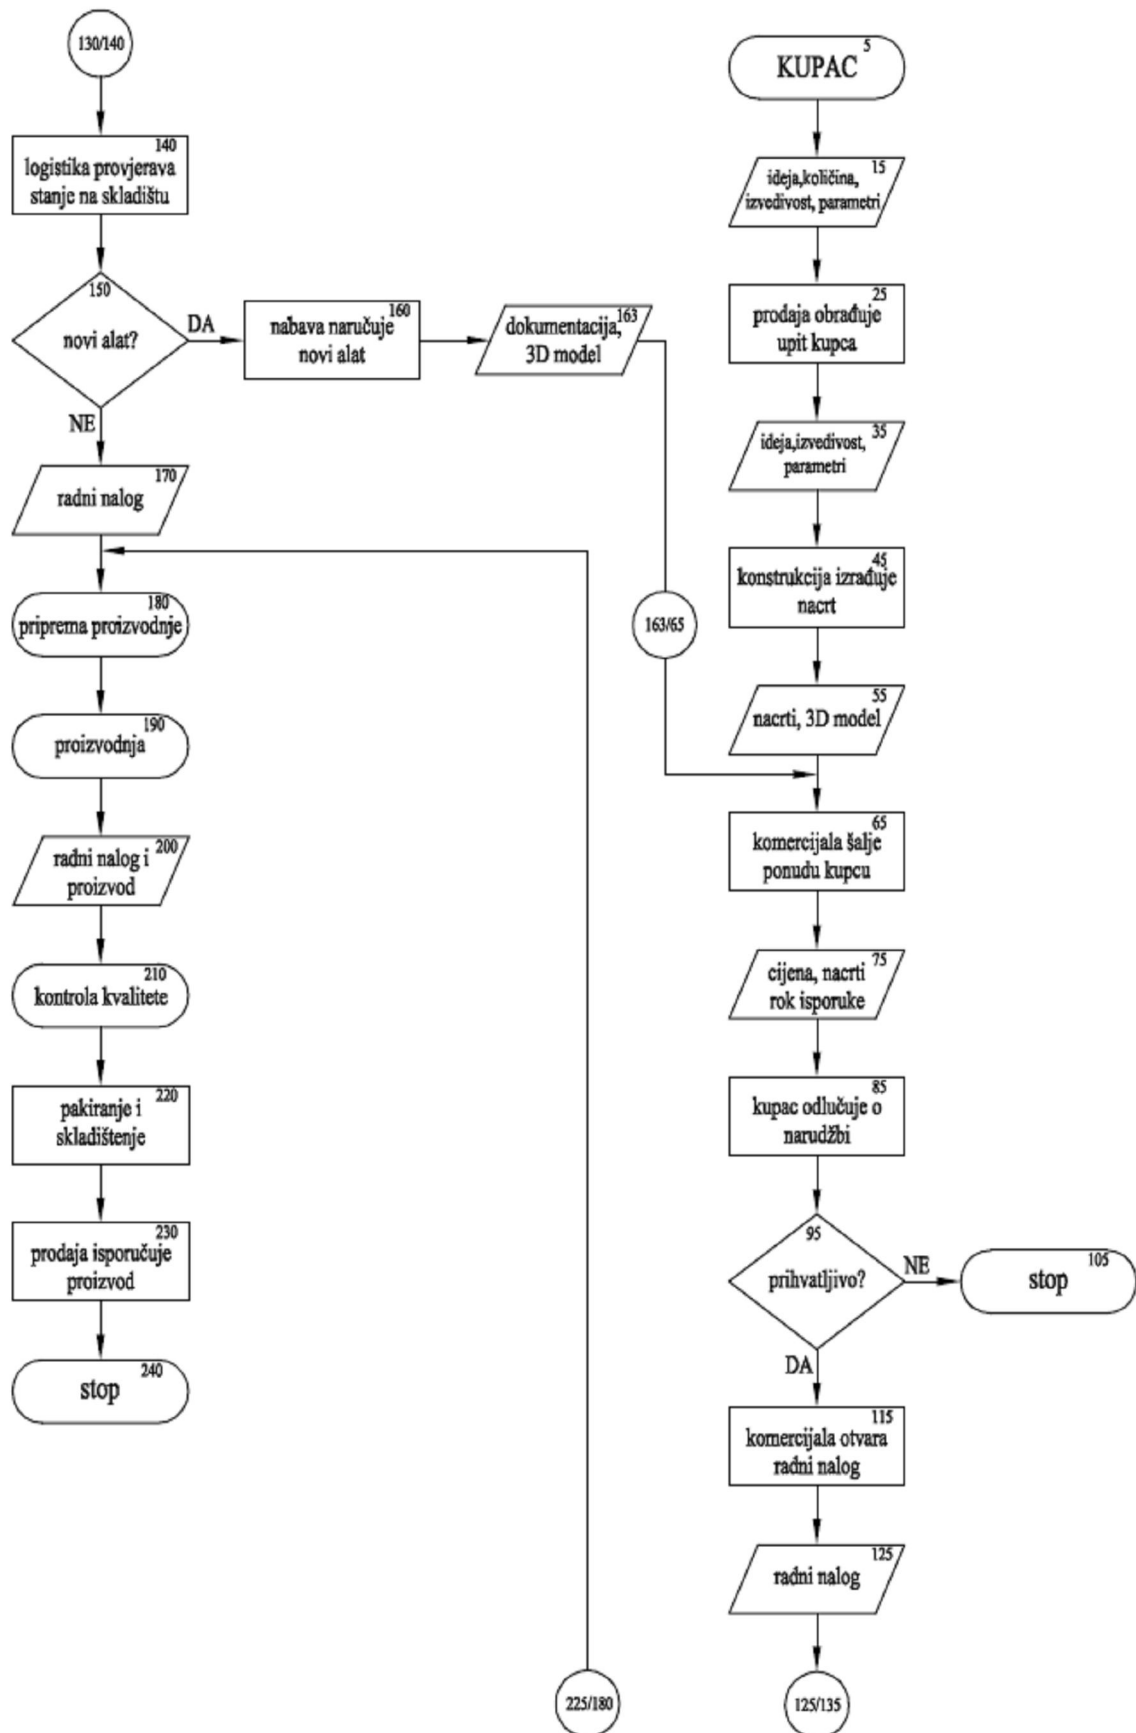 130/140
140
logistika provjerava
stanje na skladištu
150
novi alat?
DA
160
nabava naručuje
novi alat
163
dokumentacija,
3D model
NE
170
radni nalog
180
priprema proizvodnje
190
proizvodnja
200
radni nalog i
proizvod
210
kontrola kvalitete
220
pakiranje i
skladištenje
230
prodaja isporučuje
proizvod
240
stop
163/65
225/180
5
KUPAC
15
ideja,količina,
izvedivost, parametri
25
prodaja obrađuje
upit kupca
35
ideja,izvedivost,
parametri
45
konstrukcija izrađuje
nacrt
55
nacrti, 3D model
65
komercijala šalje
ponudu kupcu
75
cijena, nacrti
rok isporuke
85
kupac odlučuje o
narudžbi
95
prihvatljivo?
NE
105
stop
DA
115
komercijala otvara
radni nalog
125
radni nalog
125/135